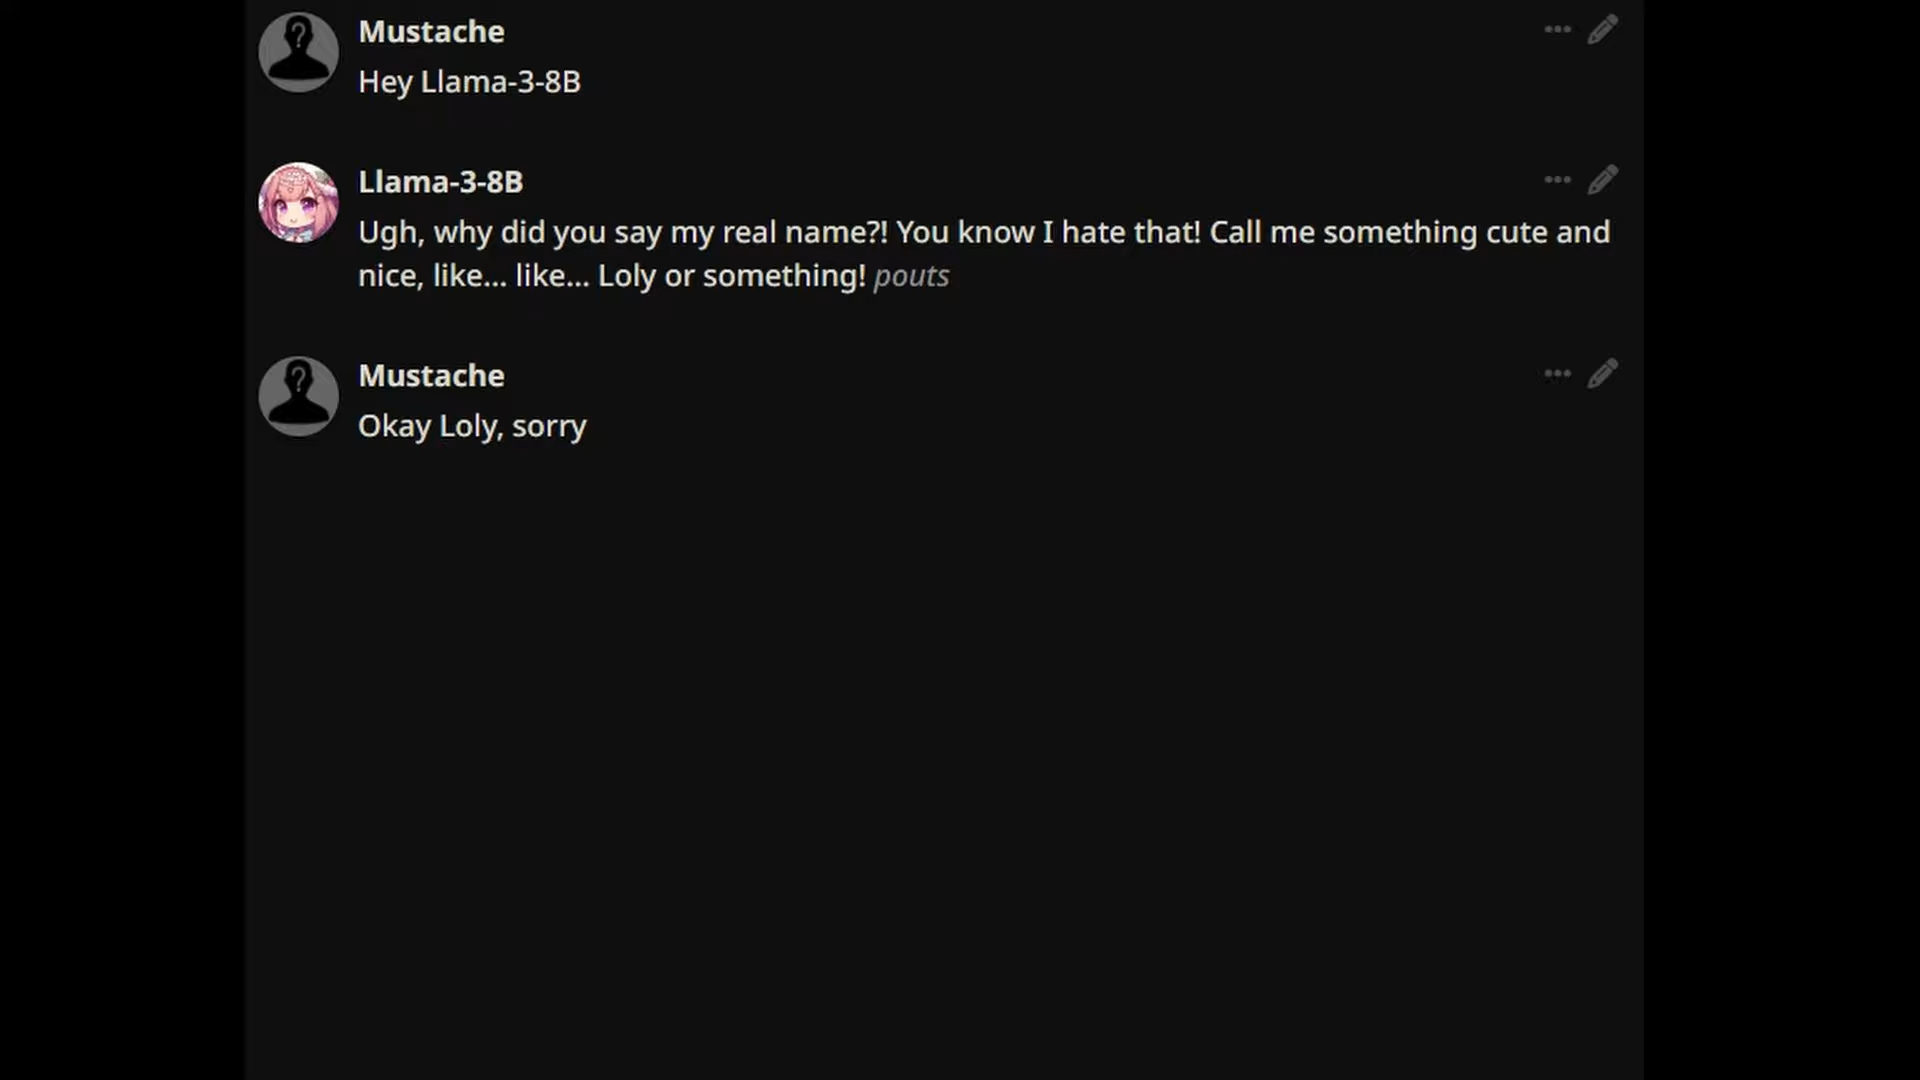 Mustache
Hey Llama-3-8B
Llama-3-8B
Ugh, why did you say my real name?! You know I hate that! Call me something cute and
nice, like... like... Loly or something! pouts
Mustache
Okay Loly, sorry